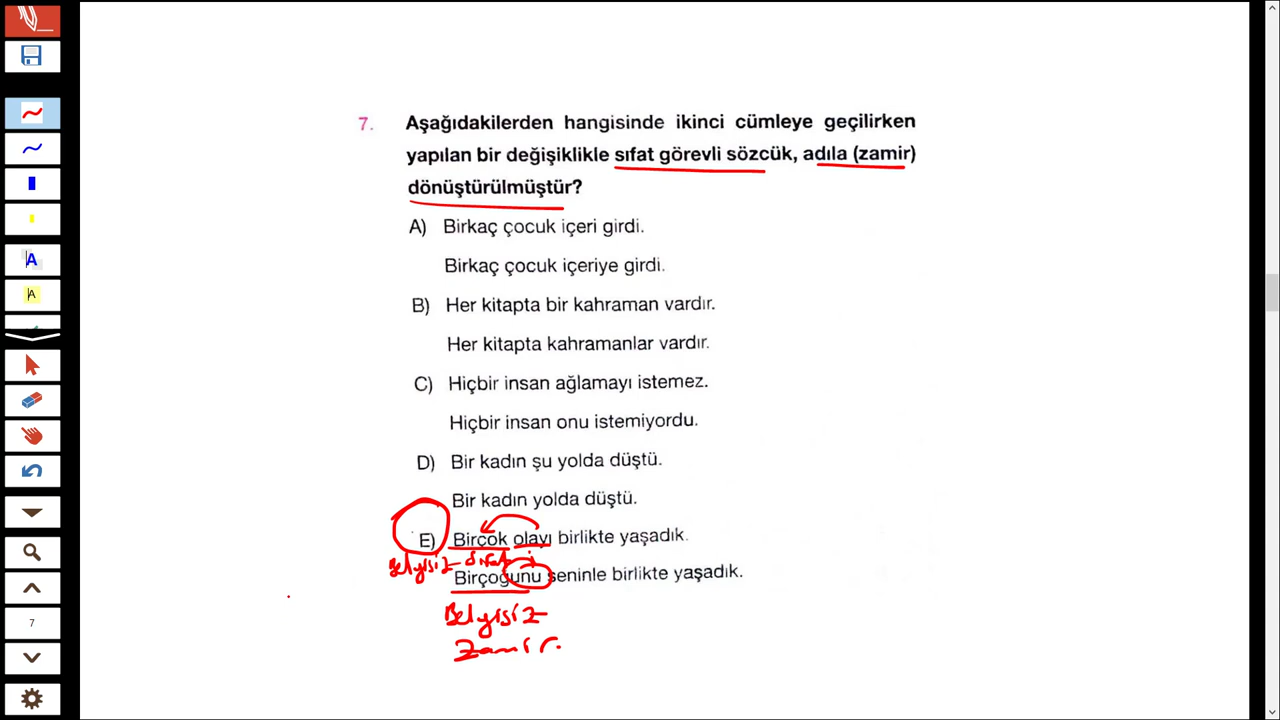 7. Aşağıdakilerden hangisinde ikinci cümleye geçilirken
yapılan bir değişiklikle sıfat görevli sözcük, adıla (zamir)
dönüştürülmüştür?
A) Birkaç çocuk içeri girdi.
Birkaç çocuk içeriye girdi.
B) Her kitapta bir kahraman vardır.
Her kitapta kahramanlar vardır.
C) Hiçbir insan ağlamayı istemez.
Hiçbir insan onu istemiyordu.
D) Bir kadın şu yolda düştü.
Bir kadın yolda düştü.
E) Birçok olayı birlikte yaşadık.
Belgisiz sıfat i
Birçoğunu seninle birlikte yaşadık.
Belgisiz
Zamir.
A
A
7